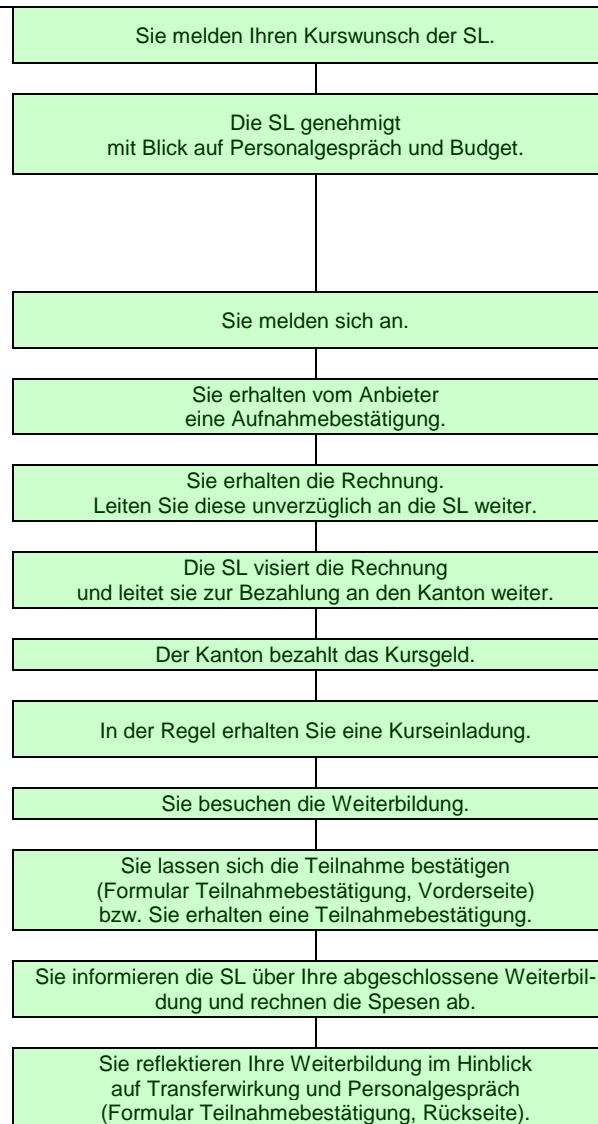 Sie melden Ihren Kurswunsch der SL.
Die SL genehmigt
mit Blick auf Personalgespräch und Budget.
Sie melden sich an.
Sie erhalten vom Anbieter
eine Aufnahmebestätigung.
Sie erhalten die Rechnung.
Leiten Sie diese unverzüglich an die SL weiter.
Die SL visiert die Rechnung
und leitet sie zur Bezahlung an den Kanton weiter.
Der Kanton bezahlt das Kursgeld.
In der Regel erhalten Sie eine Kurseinladung.
Sie besuchen die Weiterbildung.
Sie lassen sich die Teilnahme bestätigen
(Formular Teilnahmebestätigung, Vorderseite)
bzw. Sie erhalten eine Teilnahmebestätigung.
Sie informieren die SL über Ihre abgeschlossene Weiterbil-
dung und rechnen die Spesen ab.
Sie reflektieren Ihre Weiterbildung im Hinblick
auf Transferwirkung und Personalgespräch
(Formular Teilnahmebestätigung, Rückseite).